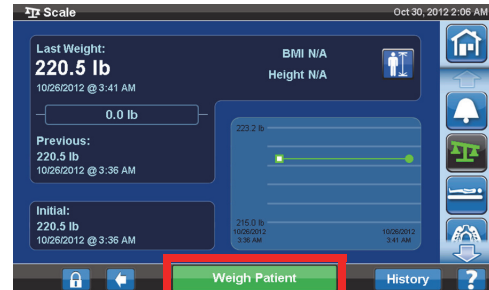 Scale
Oct 30, 2012 2:06 AM
Last Weight:
220.5 lb
10/26/2012 @ 3:41 AM
BMI N/A
Height N/A
0.0 lb
Previous:
220.5 lb
10/26/2012 @ 3:36 AM
223.2 lb
215.0 lb
10/26/2012
3:36 AM
10/26/2012
3:41 AM
Initial:
220.5 lb
10/26/2012 @ 3:36 AM
Weigh Patient
History
?